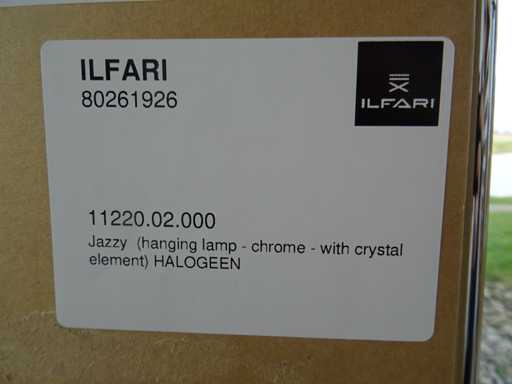 ILFARI
80261926
ILFARI
11220.02.000
Jazzy (hanging lamp - chrome - with crystal
element) HALOGEEN